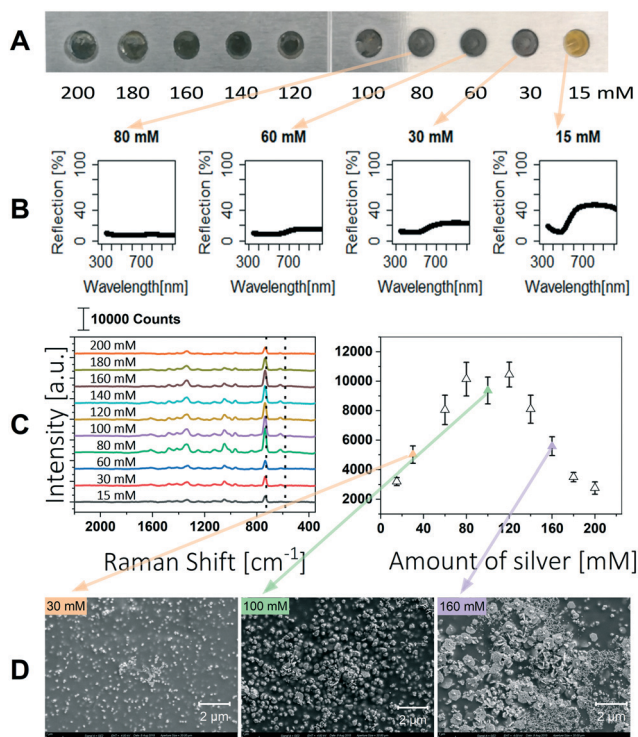 A
200 180 160 140 120 100 80 60 30 15 mM
80 mM 60 mM 30 mM 15 mM
B
Reflection [%] Reflection [%] Reflection [%] Reflection [%]
100 100 100 100
40 40 40 40
0 0 0 0
300 700 300 700 300 700 300 700
Wavelength[nm] Wavelength[nm] Wavelength[nm] Wavelength[nm]
10000 Counts
C
Intensity [a.u.]
200 mM
180 mM
160 mM
140 mM
120 mM
100 mM
80 mM
60 mM
30 mM
15 mM
2000 1600 1200 800 400
Raman Shift [cm⁻¹]
12000
10000
8000
6000
4000
2000
0 40 80 120 160 200
Amount of silver [mM]
D
30 mM 100 mM 160 mM
2 µm 2 µm 2 µm